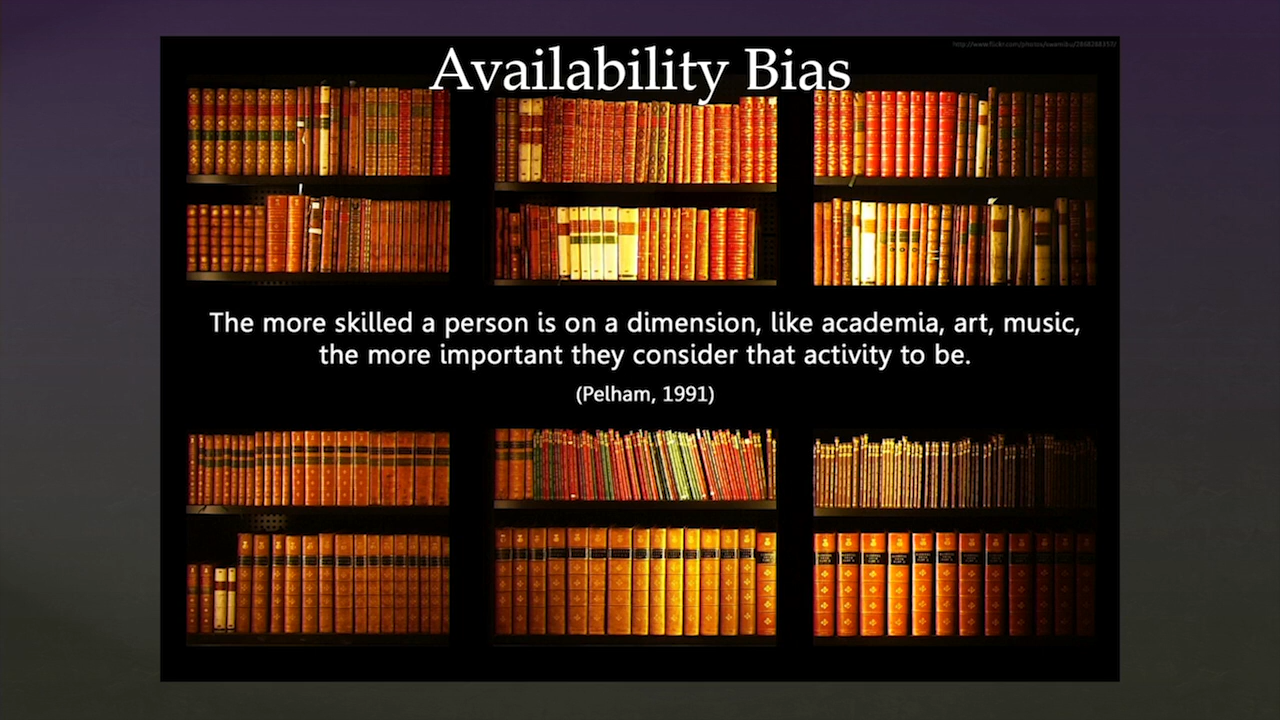 Availability Bias
The more skilled a person is on a dimension, like academia, art, music,
the more important they consider that activity to be.
(Pelham, 1991)